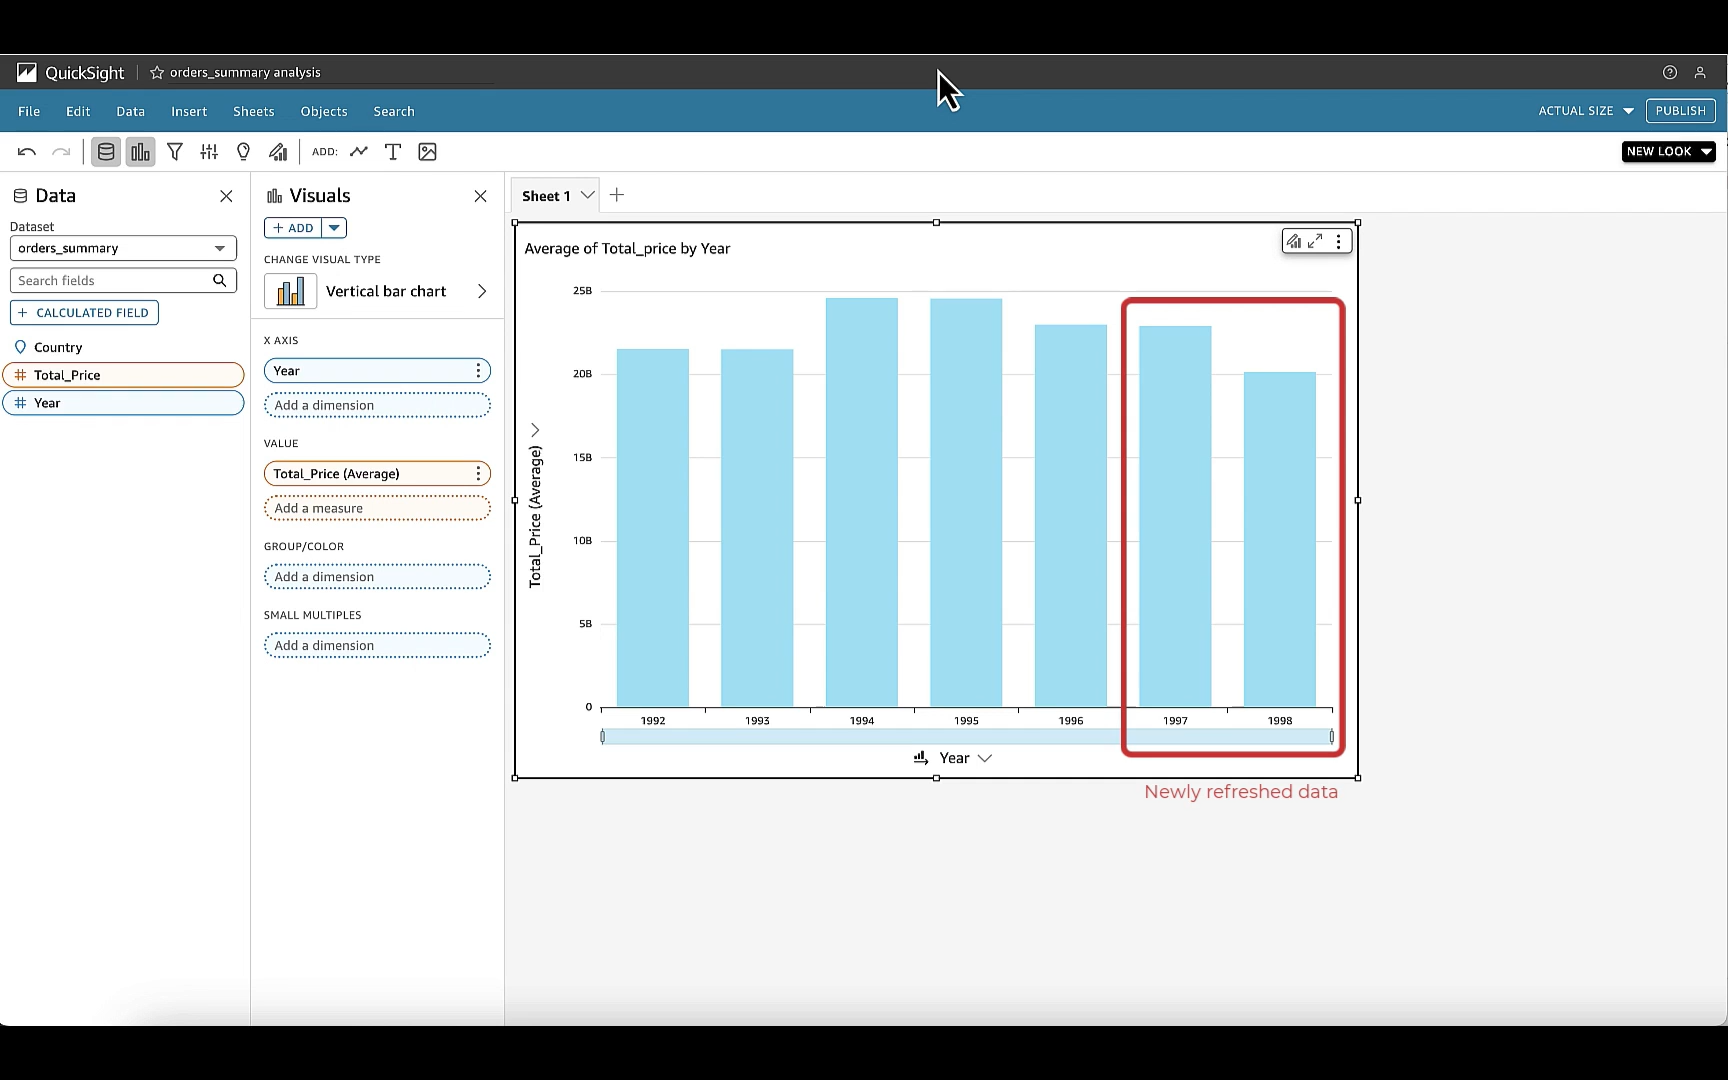 QuickSight
orders_summary analysis
File Edit Data Insert Sheets Objects Search
ACTUAL SIZE
PUBLISH
ADD:
NEW LOOK
Data
Dataset
orders_summary
Search fields
+ CALCULATED FIELD
Country
Total_Price
Year
Visuals
+ ADD
CHANGE VISUAL TYPE
Vertical bar chart
X AXIS
Year
Add a dimension
VALUE
Total_Price (Average)
Add a measure
GROUP/COLOR
Add a dimension
SMALL MULTIPLES
Add a dimension
Sheet 1
Average of Total_price by Year
Total_Price (Average)
25B
20B
15B
10B
5B
0
1992 1993 1994 1995 1996 1997 1998
Year
Newly refreshed data